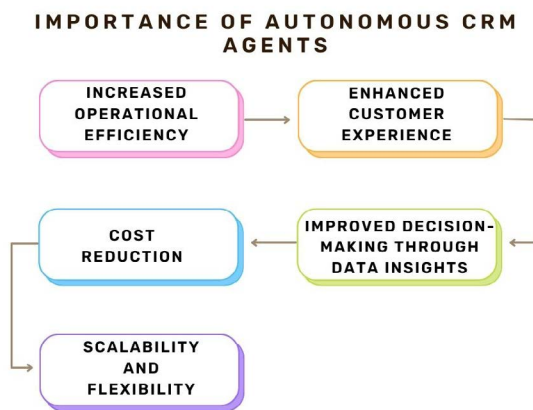 IMPORTANCE OF AUTONOMOUS CRM
AGENTS
INCREASED
OPERATIONAL
EFFICIENCY
ENHANCED
CUSTOMER
EXPERIENCE
IMPROVED DECISION-
MAKING THROUGH
DATA INSIGHTS
COST
REDUCTION
SCALABILITY
AND
FLEXIBILITY